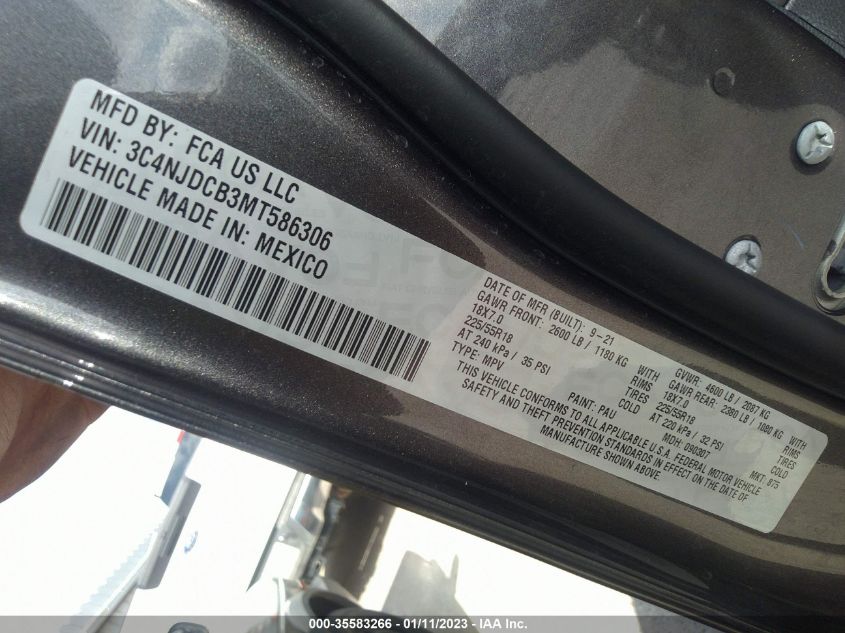 MFD BY: FCA US LLC
VIN: 3C4NJDCB3MT586306
VEHICLE MADE IN: MEXICO
DATE OF MFR (BUILT): 9-21 GVWR: 4600 LB / 2087 KG
GAWR FRONT: 2600 LB / 1180 KG WITH GAWR REAR: 2380 LB / 1080 KG WITH
18X7.0 RIMS 18X7.0 RIMS
225/55R18 TIRES 225/55R18 TIRES
AT 240 kPa / 35 PSI COLD AT 220 kPa / 32 PSI COLD
TYPE: MPV PAINT: PAU MDH: 090307 MKT: 875
THIS VEHICLE CONFORMS TO ALL APPLICABLE U.S.A. FEDERAL MOTOR VEHICLE
SAFETY AND THEFT PREVENTION STANDARDS IN EFFECT ON THE DATE OF
MANUFACTURE SHOWN ABOVE.
000-35583266 - 01/11/2023 - IAA Inc.